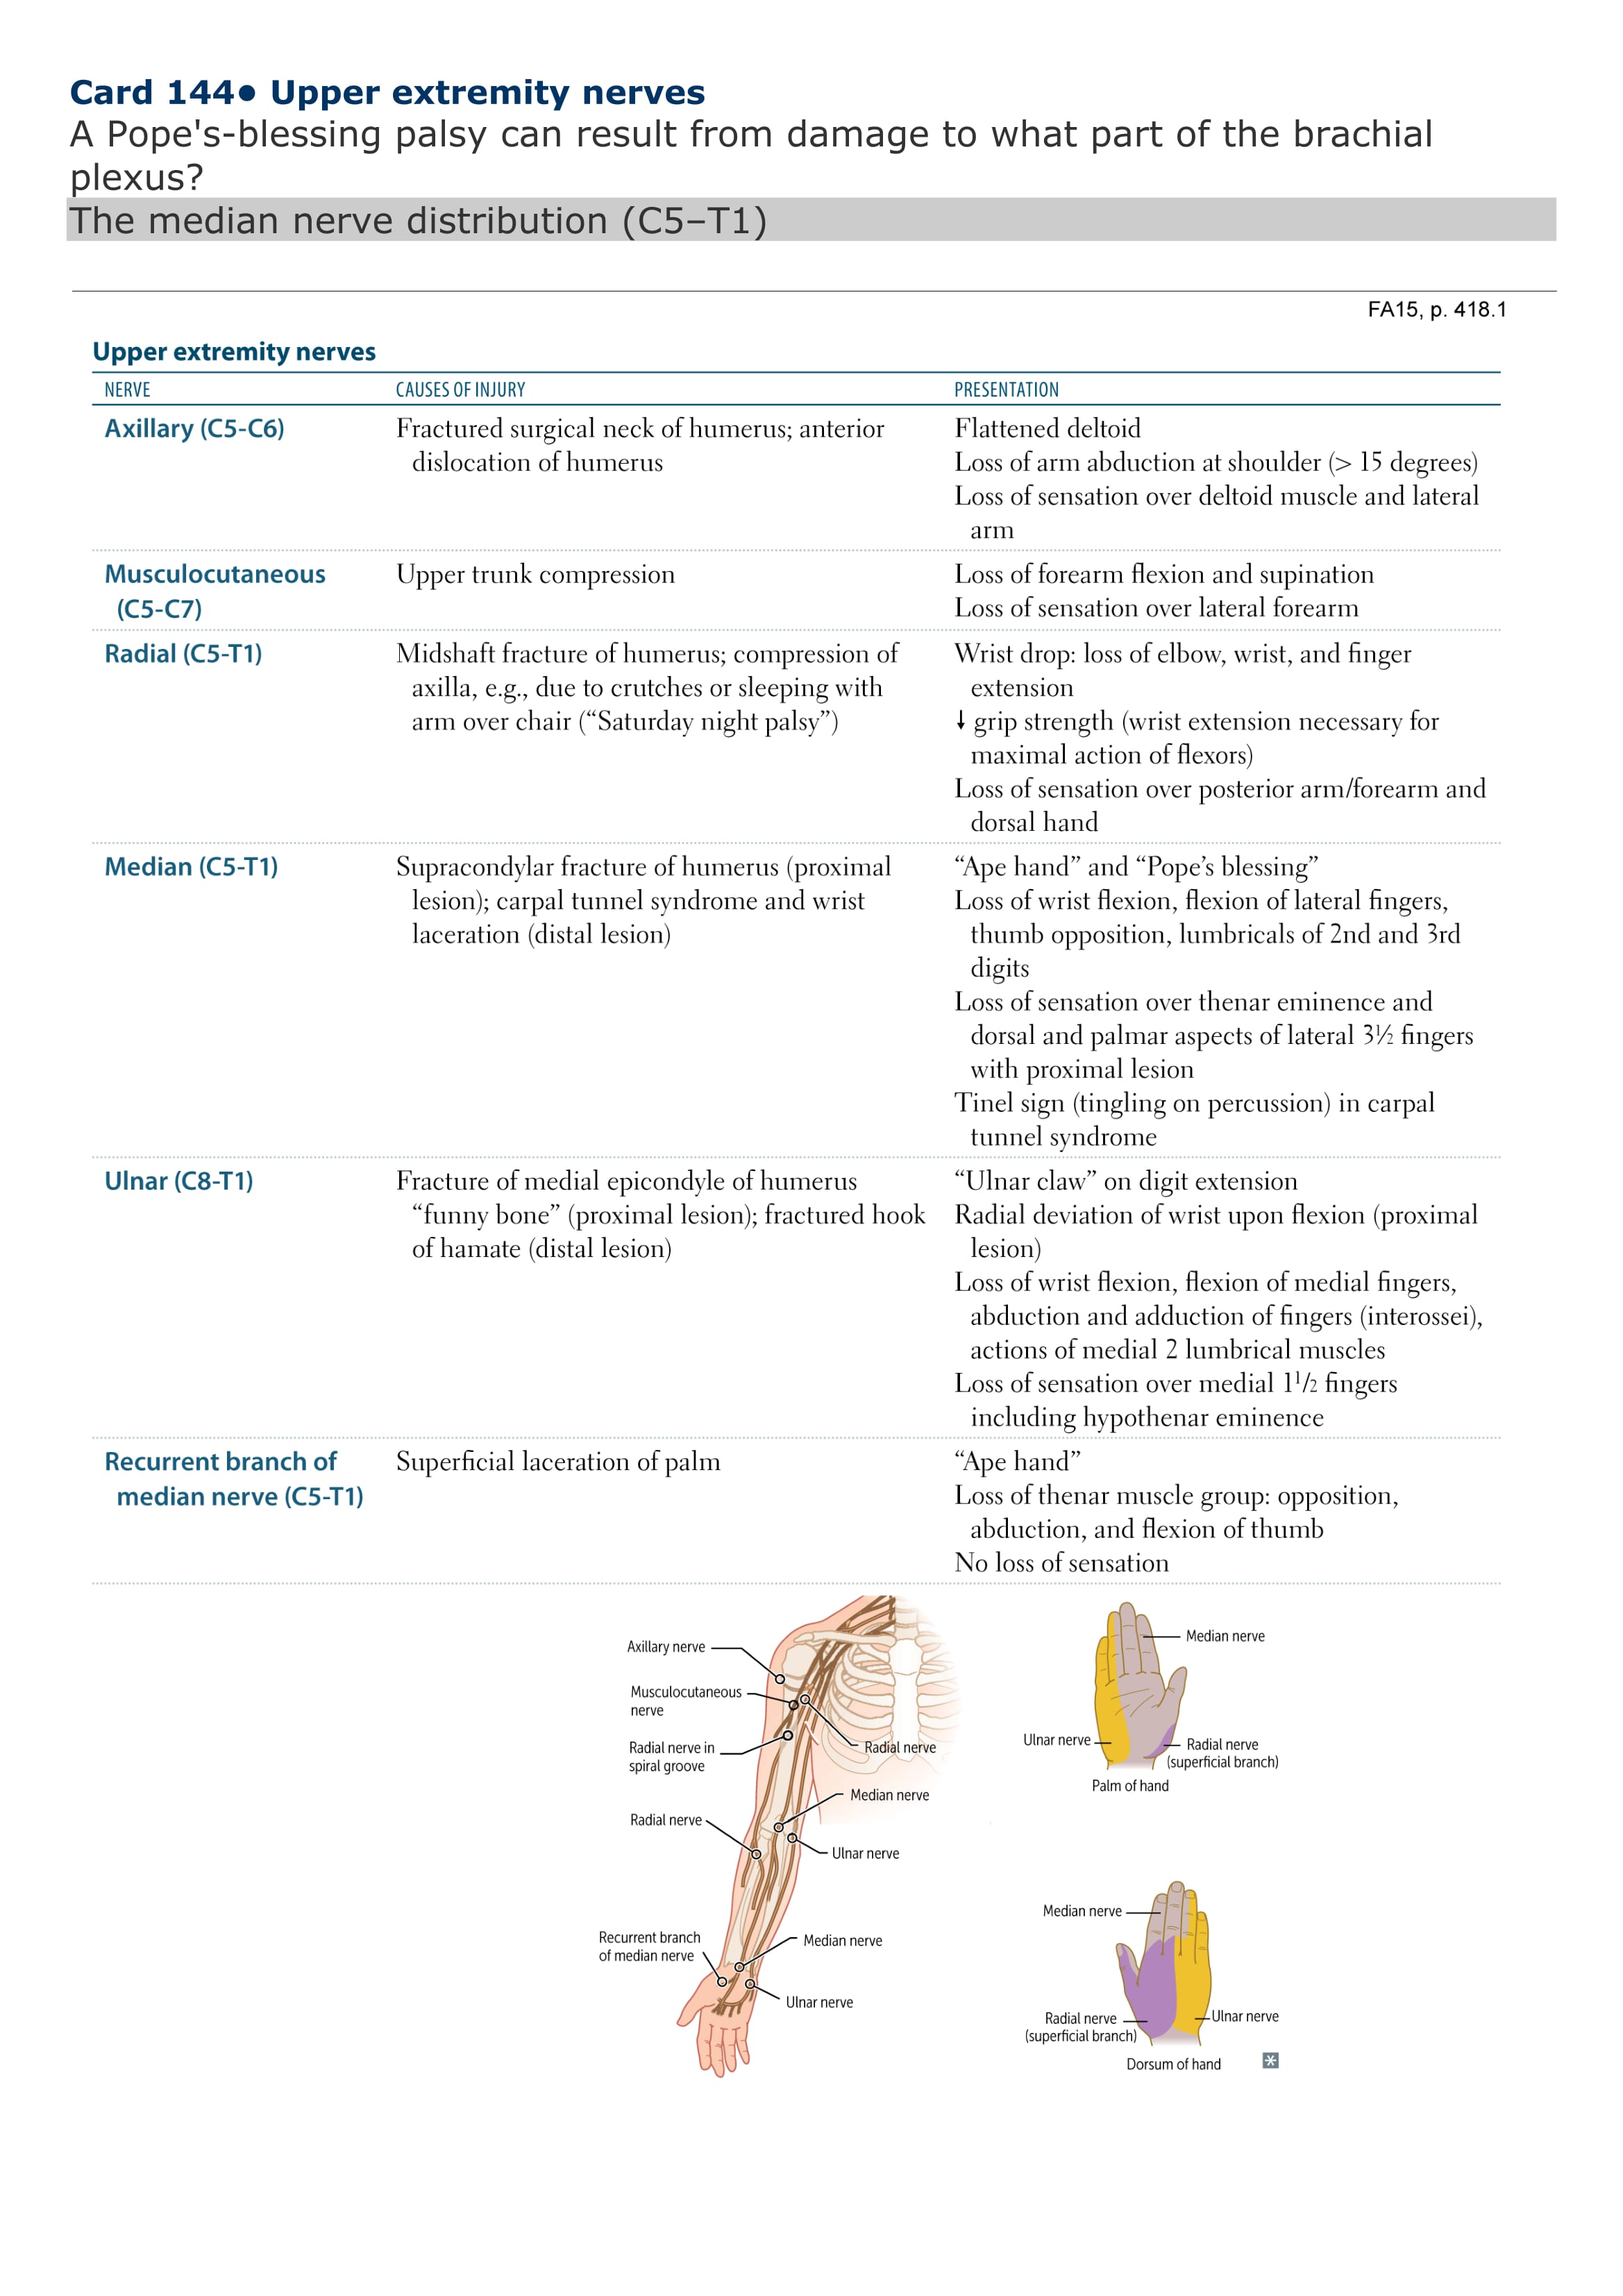 Card 144● Upper extremity nerves
A Pope's-blessing palsy can result from damage to what part of the brachial
plexus?
The median nerve distribution (C5–T1)
FA15, p. 418.1
Upper extremity nerves
NERVE CAUSES OF INJURY PRESENTATION
Axillary (C5-C6) Fractured surgical neck of humerus; anterior Flattened deltoid
dislocation of humerus Loss of arm abduction at shoulder (> 15 degrees)
Loss of sensation over deltoid muscle and lateral
arm
Musculocutaneous Upper trunk compression Loss of forearm flexion and supination
(C5-C7) Loss of sensation over lateral forearm
Radial (C5-T1) Midshaft fracture of humerus; compression of Wrist drop: loss of elbow, wrist, and finger
axilla, e.g., due to crutches or sleeping with extension
arm over chair (“Saturday night palsy”) ↓ grip strength (wrist extension necessary for
maximal action of flexors)
Loss of sensation over posterior arm/forearm and
dorsal hand
Median (C5-T1) Supracondylar fracture of humerus (proximal “Ape hand” and “Pope’s blessing”
lesion); carpal tunnel syndrome and wrist Loss of wrist flexion, flexion of lateral fingers,
laceration (distal lesion) thumb opposition, lumbricals of 2nd and 3rd
digits
Loss of sensation over thenar eminence and
dorsal and palmar aspects of lateral 3½ fingers
with proximal lesion
Tinel sign (tingling on percussion) in carpal
tunnel syndrome
Ulnar (C8-T1) Fracture of medial epicondyle of humerus “Ulnar claw” on digit extension
“funny bone” (proximal lesion); fractured hook Radial deviation of wrist upon flexion (proximal
of hamate (distal lesion) lesion)
Loss of wrist flexion, flexion of medial fingers,
abduction and adduction of fingers (interossei),
actions of medial 2 lumbrical muscles
Loss of sensation over medial 1½ fingers
including hypothenar eminence
Recurrent branch of Superficial laceration of palm “Ape hand”
median nerve (C5-T1) Loss of thenar muscle group: opposition,
abduction, and flexion of thumb
No loss of sensation
Axillary nerve
Musculocutaneous
nerve
Radial nerve in
spiral groove
Radial nerve
Median nerve
Radial nerve
Ulnar nerve
Recurrent branch
of median nerve
Median nerve
Ulnar nerve
Median nerve
Ulnar nerve
Radial nerve
(superficial branch)
Palm of hand
Median nerve
Radial nerve
(superficial branch)
Ulnar nerve
Dorsum of hand